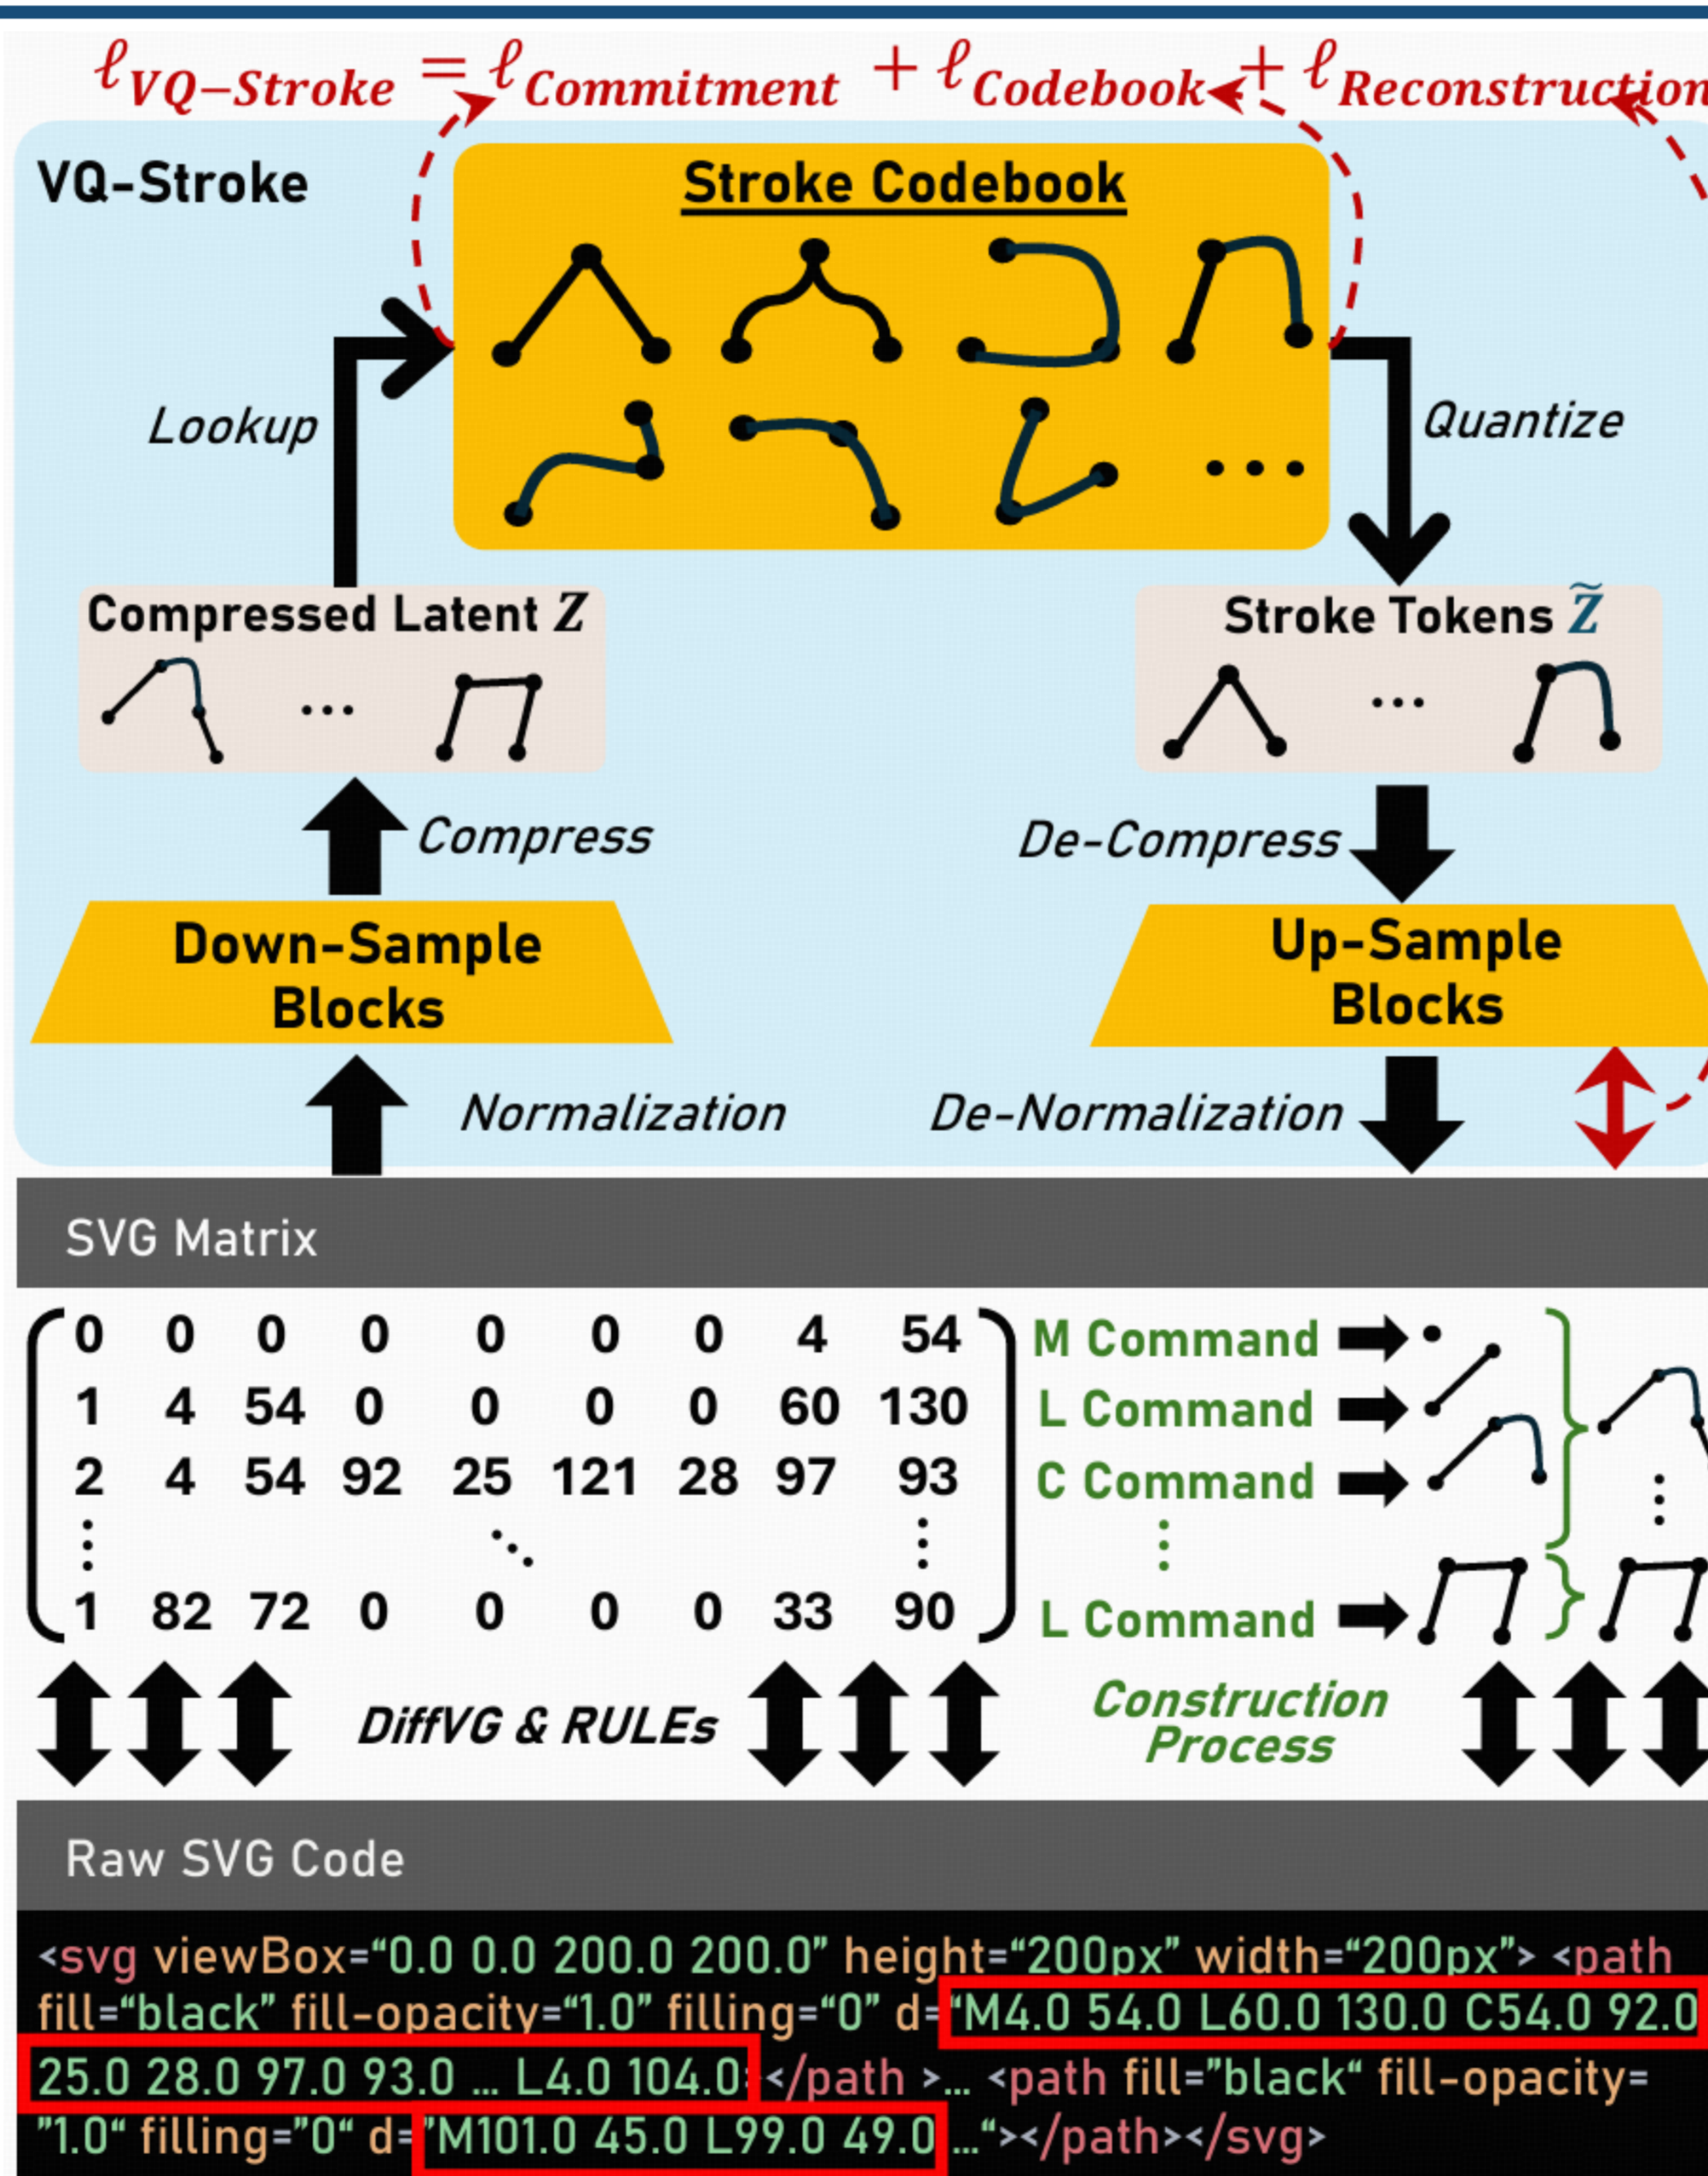 ℓVQ−Stroke = ℓCommitment + ℓCodebook + ℓReconstruction
VQ-Stroke
Stroke Codebook
Lookup
Quantize
Compressed Latent Z
Stroke Tokens Z̃
...
...
Compress
De-Compress
Down-Sample
Blocks
Up-Sample
Blocks
Normalization
De-Normalization
SVG Matrix
0 0 0 0 0 0 0 4 54 M Command
1 4 54 0 0 0 0 60 130 L Command
2 4 54 92 25 121 28 97 93 C Command
1 82 72 0 0 0 0 33 90 L Command
DiffVG & RULEs
Construction
Process
Raw SVG Code
<svg viewBox=“0.0 0.0 200.0 200.0” height=“200px” width=“200px”> <path
fill=“black” fill-opacity=“1.0” filling=“0” d=“M4.0 54.0 L60.0 130.0 C54.0 92.0
25.0 28.0 97.0 93.0 ... L4.0 104.0 </path >... <path fill=”black“ fill-opacity=
”1.0“ filling=”0“ d=”M101.0 45.0 L99.0 49.0 ...“></path></svg>